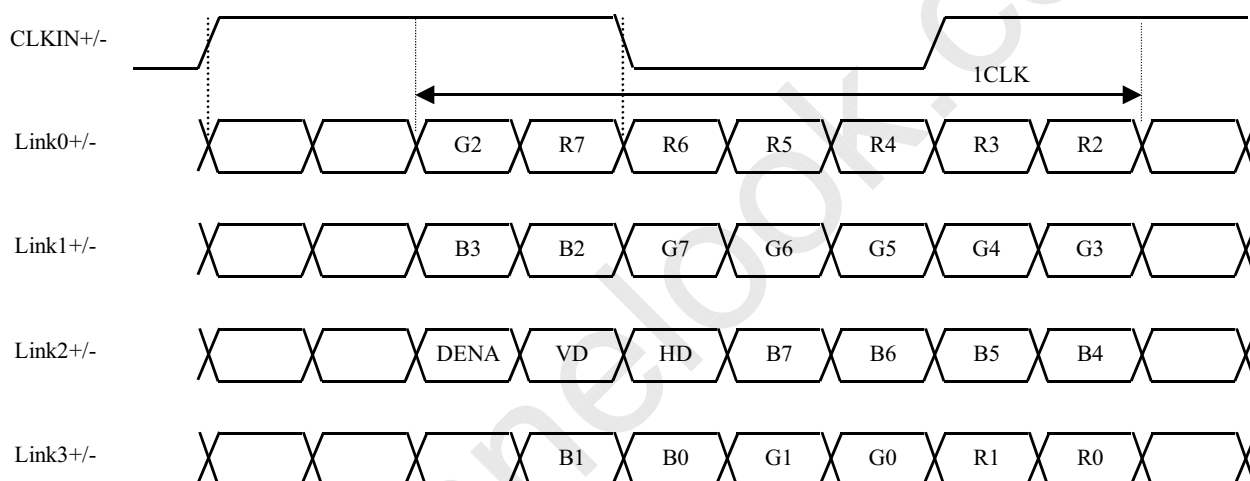 CLKIN+/-
1CLK
Link0+/- G2 R7 R6 R5 R4 R3 R2
Link1+/- B3 B2 G7 G6 G5 G4 G3
Link2+/- DENA VD HD B7 B6 B5 B4
Link3+/- B1 B0 G1 G0 R1 R0
nelook.c